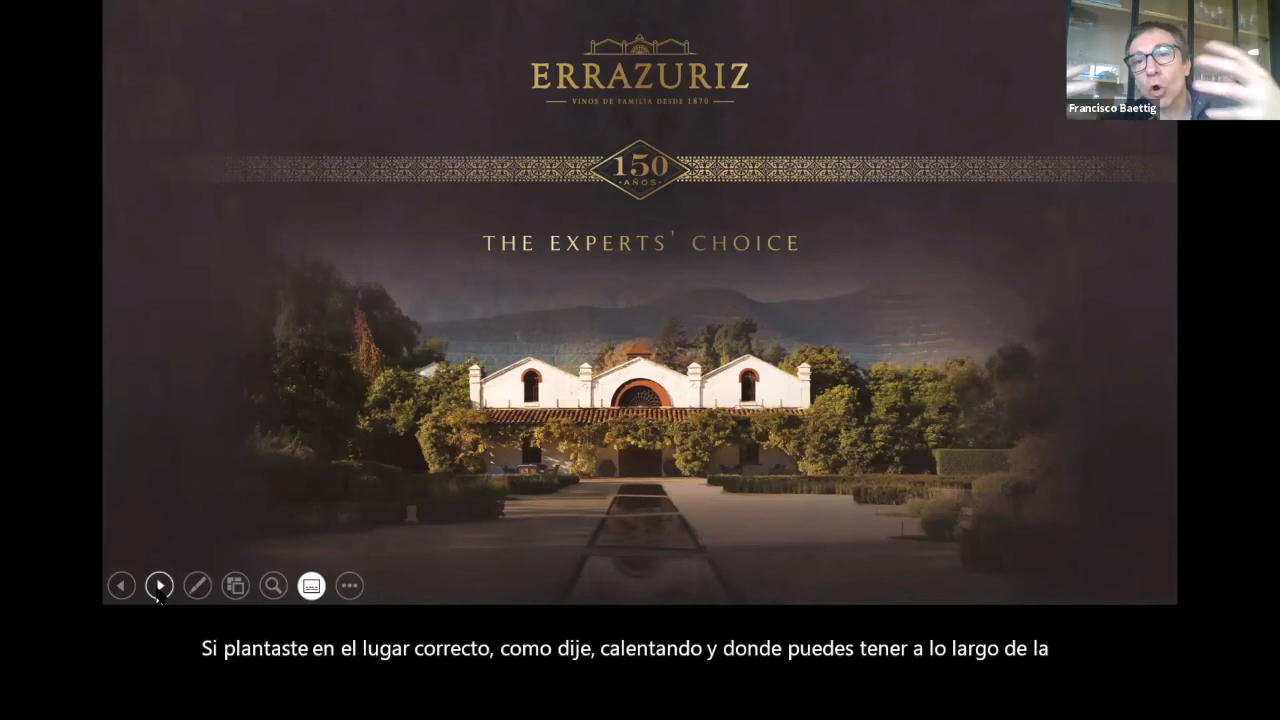 ERRAZURIZ
VINOS DE FAMILIA DESDE 1870
150
·AÑOS·
THE EXPERTS' CHOICE
Francisco Baettig
Si plantaste en el lugar correcto, como dije, calentando y donde puedes tener a lo largo de la